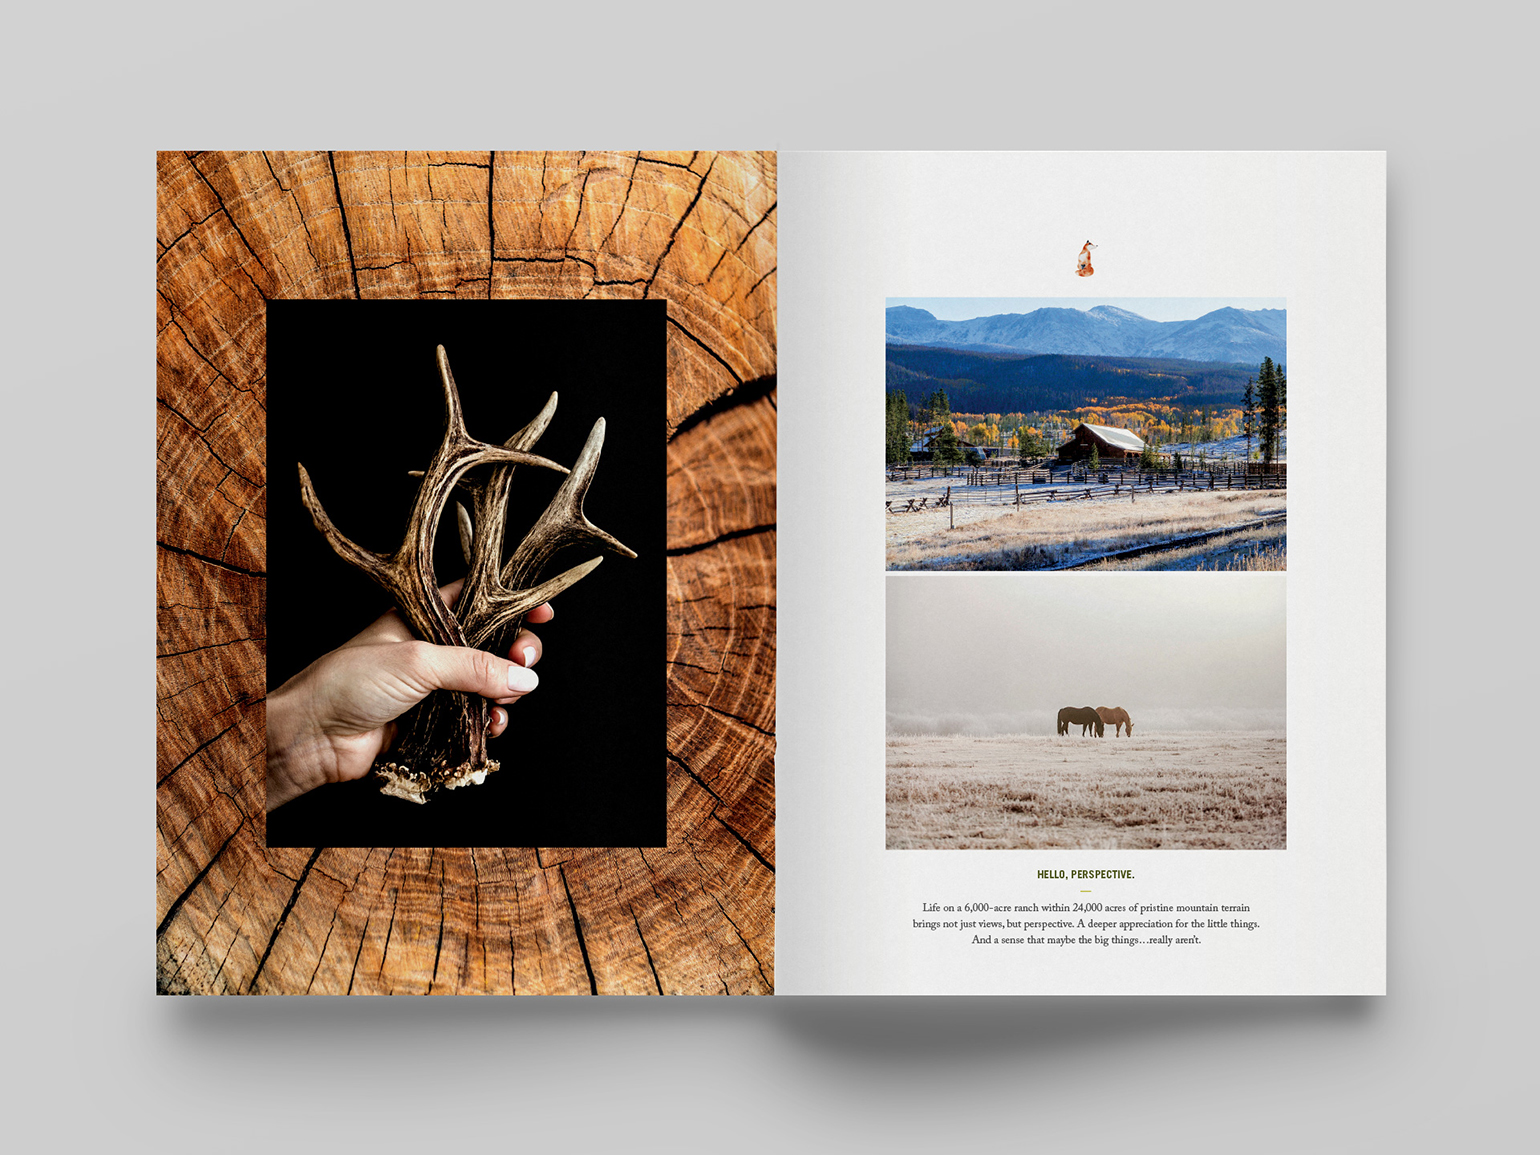 HELLO, PERSPECTIVE.
Life on a 6,000-acre ranch within 24,000 acres of pristine mountain terrain
brings not just views, but perspective. A deeper appreciation for the little things.
And a sense that maybe the big things…really aren't.